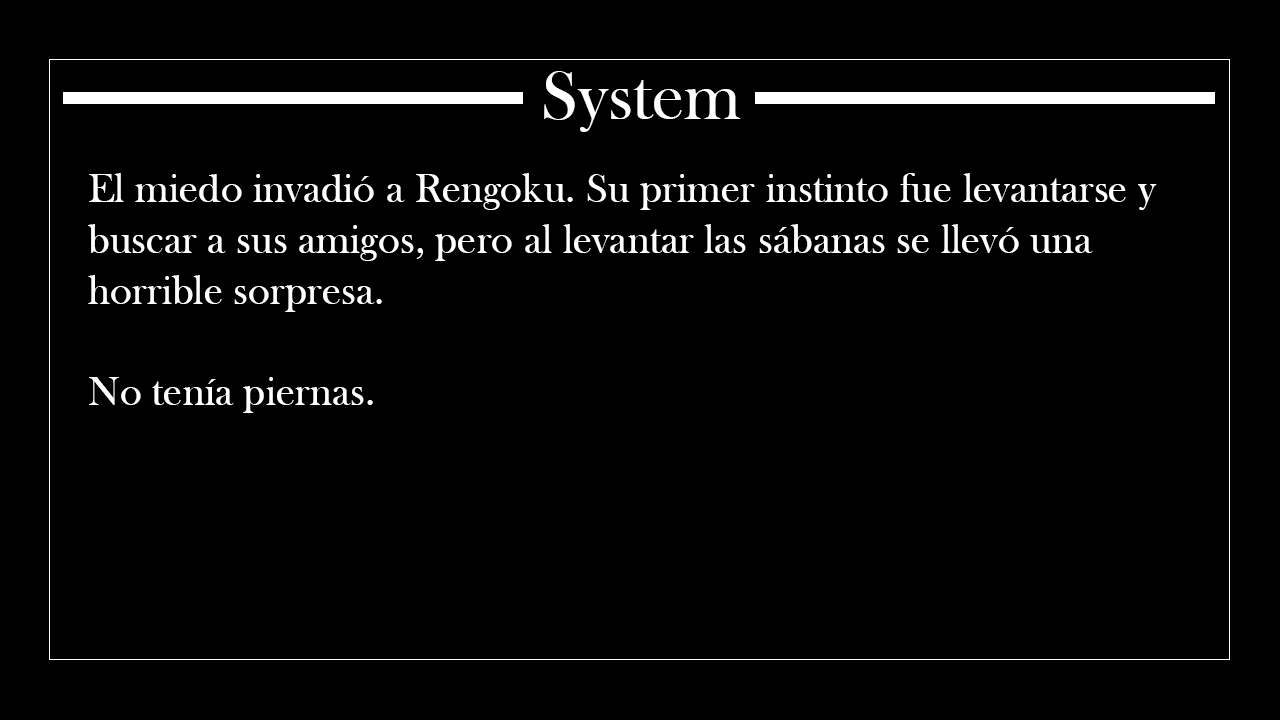 System
El miedo invadió a Rengoku. Su primer instinto fue levantarse y
buscar a sus amigos, pero al levantar las sábanas se llevó una
horrible sorpresa.
No tenía piernas.